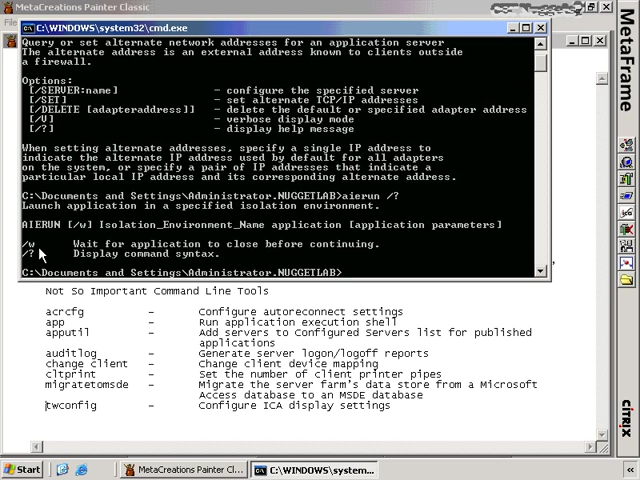 MetaCreations Painter Classic
C:\WINDOWS\system32\cmd.exe
Query or set alternate network addresses for an application server
The alternate address is an external address known to clients outside
a firewall.
Options:
[/SERVER:name] - configure the specified server
[/SET] - set alternate TCP/IP addresses
[/DELETE [adapteraddress]] - delete the default or specified adapter address
[/V] - verbose display mode
[/?] - display help message
When setting alternate addresses, specify a single IP address to
indicate the alternate IP address used by default for all adapters
on the system, or specify a pair of IP addresses that indicate a
particular local IP address and its corresponding alternate address.
C:\Documents and Settings\Administrator.NUGGETLAB>aierun /?
Launch application in a specified isolation environment.
AIERUN [/w] Isolation_Environment_Name application [application parameters]
/w Wait for application to close before continuing.
/? Display command syntax.
C:\Documents and Settings\Administrator.NUGGETLAB>
Not So Important Command Line Tools
acrcfg - Configure autoreconnect settings
app - Run application execution shell
apputil - Add servers to Configured Servers list for published
applications
auditlog - Generate server logon/logoff reports
change client - Change client device mapping
cltprint - Set the number of client printer pipes
migratetomsde - Migrate the server farm's data store from a Microsoft
Access database to an MSDE database
twconfig - Configure ICA display settings
MetaFrame
CITRIX
Start
MetaCreations Painter Cl...
C:\WINDOWS\system...